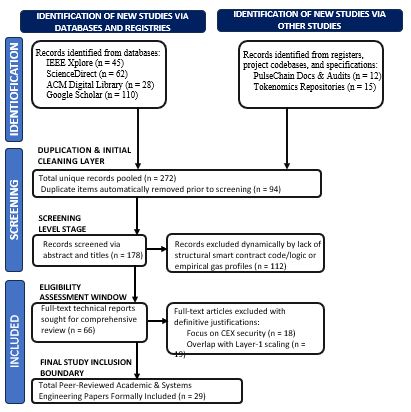 IDENTIFICATION OF NEW STUDIES VIA
DATABASES AND REGISTRIES
IDENTIFICATION OF NEW STUDIES VIA
OTHER STUDIES
IDENTIOFICATION
Records identified from databases:
IEEE Xplore (n = 45)
ScienceDirect (n = 62)
ACM Digital Library (n = 28)
Google Scholar (n = 110)
Records identified from registers,
project codebases, and specifications:
PulseChain Docs & Audits (n = 12)
Tokenomics Repositories (n = 15)
SCREENING
DUPLICATION & INITIAL
CLEANING LAYER
Total unique records pooled (n = 272)
Duplicate items automatically removed prior to screening (n = 94)
SCREENING
LEVEL STAGE
Records screened via
abstract and titles (n = 178)
Records excluded dynamically by lack of
structural smart contract code/logic or
empirical gas profiles (n = 112)
INCLUDED
ELIGIBILITY
ASSESSMENT WINDOW
Full-text technical reports
sought for comprehensive
review (n = 66)
Full-text articles excluded with
definitive justifications:
Focus on CEX security (n = 18)
Overlap with Layer-1 scaling (n =
19)
FINAL STUDY INCLUSION
BOUNDARY
Total Peer-Reviewed Academic & Systems
Engineering Papers Formally Included (n = 29)